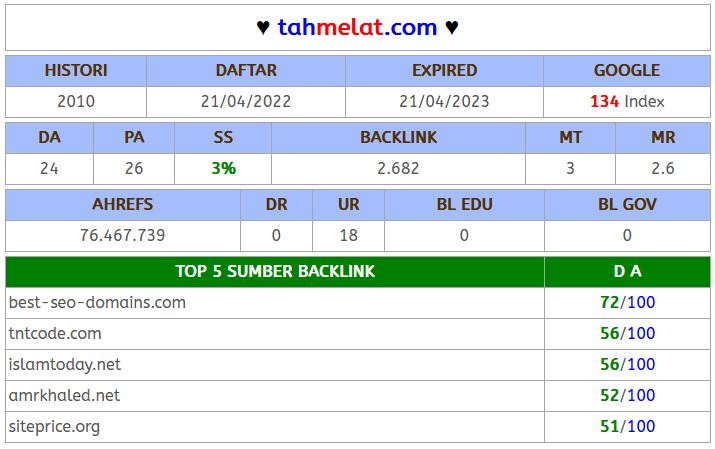 ♥ tahmelat.com ♥
HISTORI DAFTAR EXPIRED GOOGLE
2010 21/04/2022 21/04/2023 134 Index
DA PA SS BACKLINK MT MR
24 26 3% 2.682 3 2.6
AHREFS DR UR BL EDU BL GOV
76.467.739 0 18 0 0
TOP 5 SUMBER BACKLINK D A
best-seo-domains.com 72/100
tntcode.com 56/100
islamtoday.net 56/100
amrkhaled.net 52/100
siteprice.org 51/100